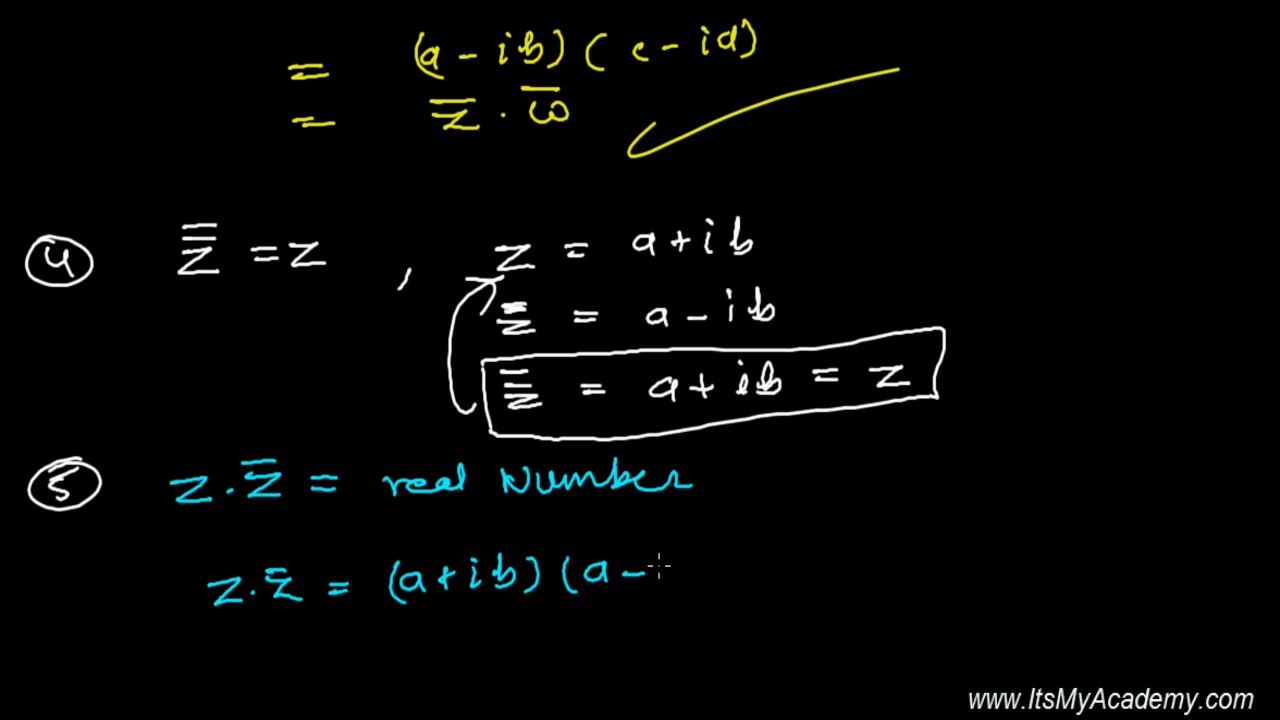 = (a - ib) (c - id)
= z̅ . ω̅
④ z̿ = z , z = a + ib
z̅ = a - ib
z̿ = a + ib = z
⑤ z . z̅ = real Number
z . z̅ = (a + ib) (a -
www.ItsMyAcademy.com